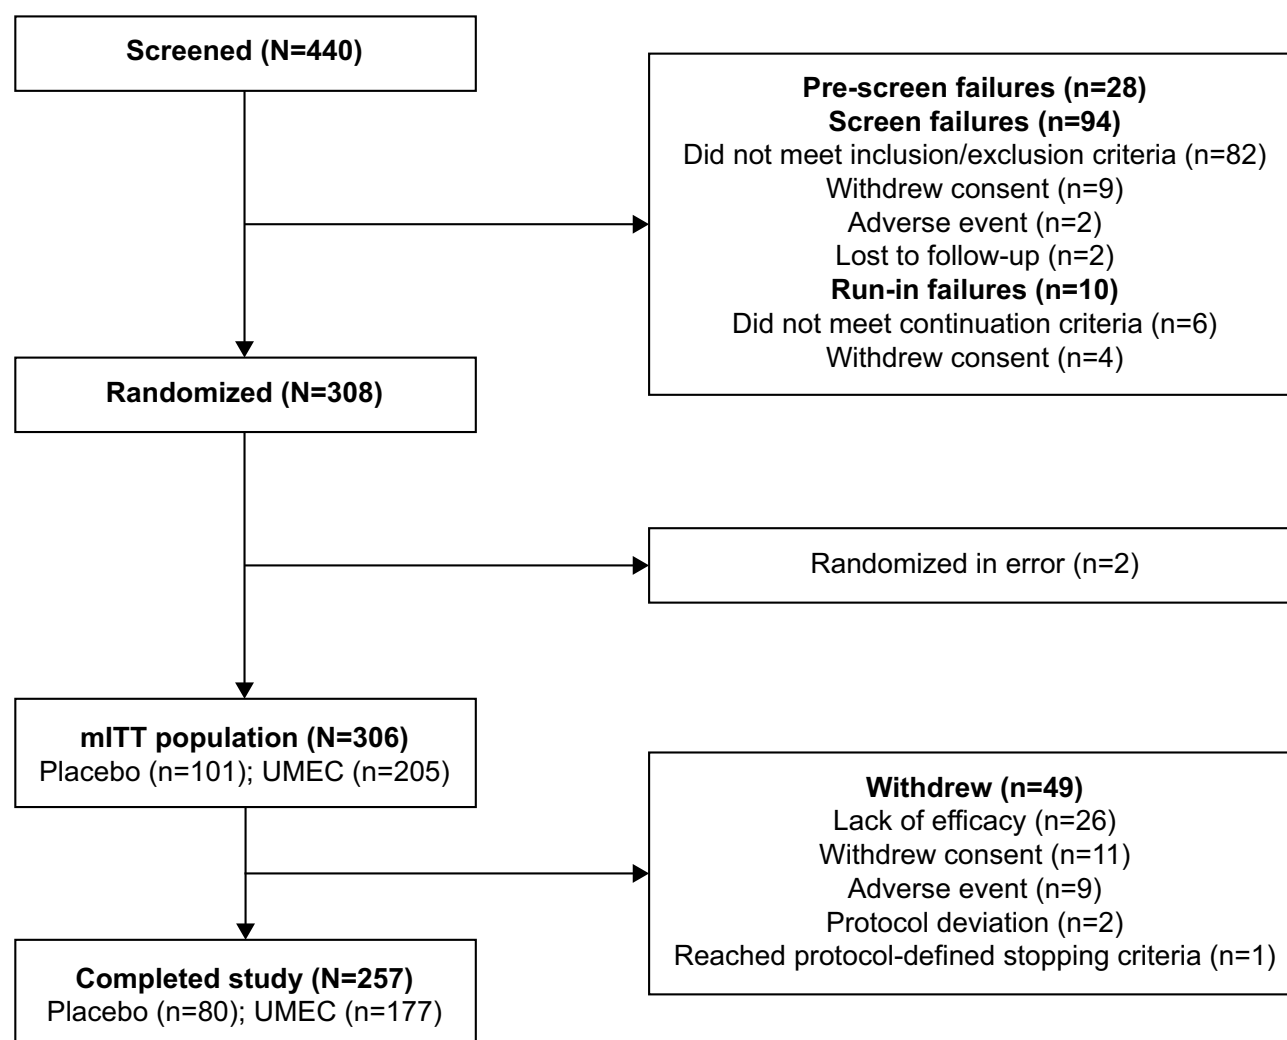 Screened (N=440)
Pre-screen failures (n=28)
Screen failures (n=94)
Did not meet inclusion/exclusion criteria (n=82)
Withdrew consent (n=9)
Adverse event (n=2)
Lost to follow-up (n=2)
Run-in failures (n=10)
Did not meet continuation criteria (n=6)
Withdrew consent (n=4)
Randomized (N=308)
Randomized in error (n=2)
mITT population (N=306)
Placebo (n=101); UMEC (n=205)
Withdrew (n=49)
Lack of efficacy (n=26)
Withdrew consent (n=11)
Adverse event (n=9)
Protocol deviation (n=2)
Reached protocol-defined stopping criteria (n=1)
Completed study (N=257)
Placebo (n=80); UMEC (n=177)